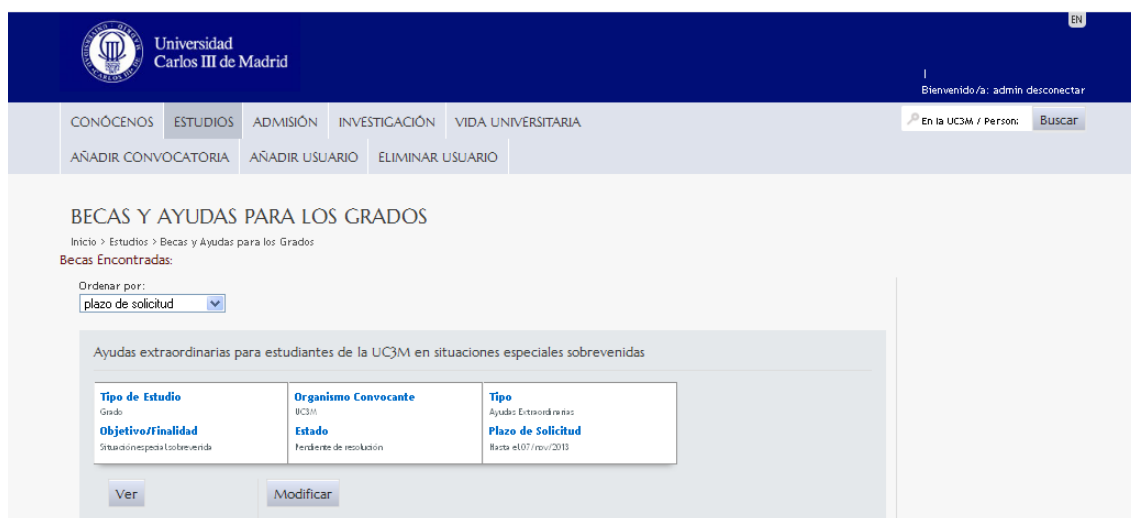 EN
Universidad
Carlos III de Madrid
|
Bienvenido/a: admin desconectar
CONÓCENOS ESTUDIOS ADMISIÓN INVESTIGACIÓN VIDA UNIVERSITARIA
En la UC3M / Person: Buscar
AÑADIR CONVOCATORIA AÑADIR USUARIO ELIMINAR USUARIO
BECAS Y AYUDAS PARA LOS GRADOS
Inicio > Estudios > Becas y Ayudas para los Grados
Becas Encontradas:
Ordenar por:
plazo de solicitud
Ayudas extraordinarias para estudiantes de la UC3M en situaciones especiales sobrevenidas
Tipo de Estudio Organismo Convocante Tipo
Grado UC3M Ayudas Extraordinarias
Objetivo/Finalidad Estado Plazo de Solicitud
Situación especial sobrevenida Pendiente de resolución Hasta el 07/nov/2013
Ver Modificar